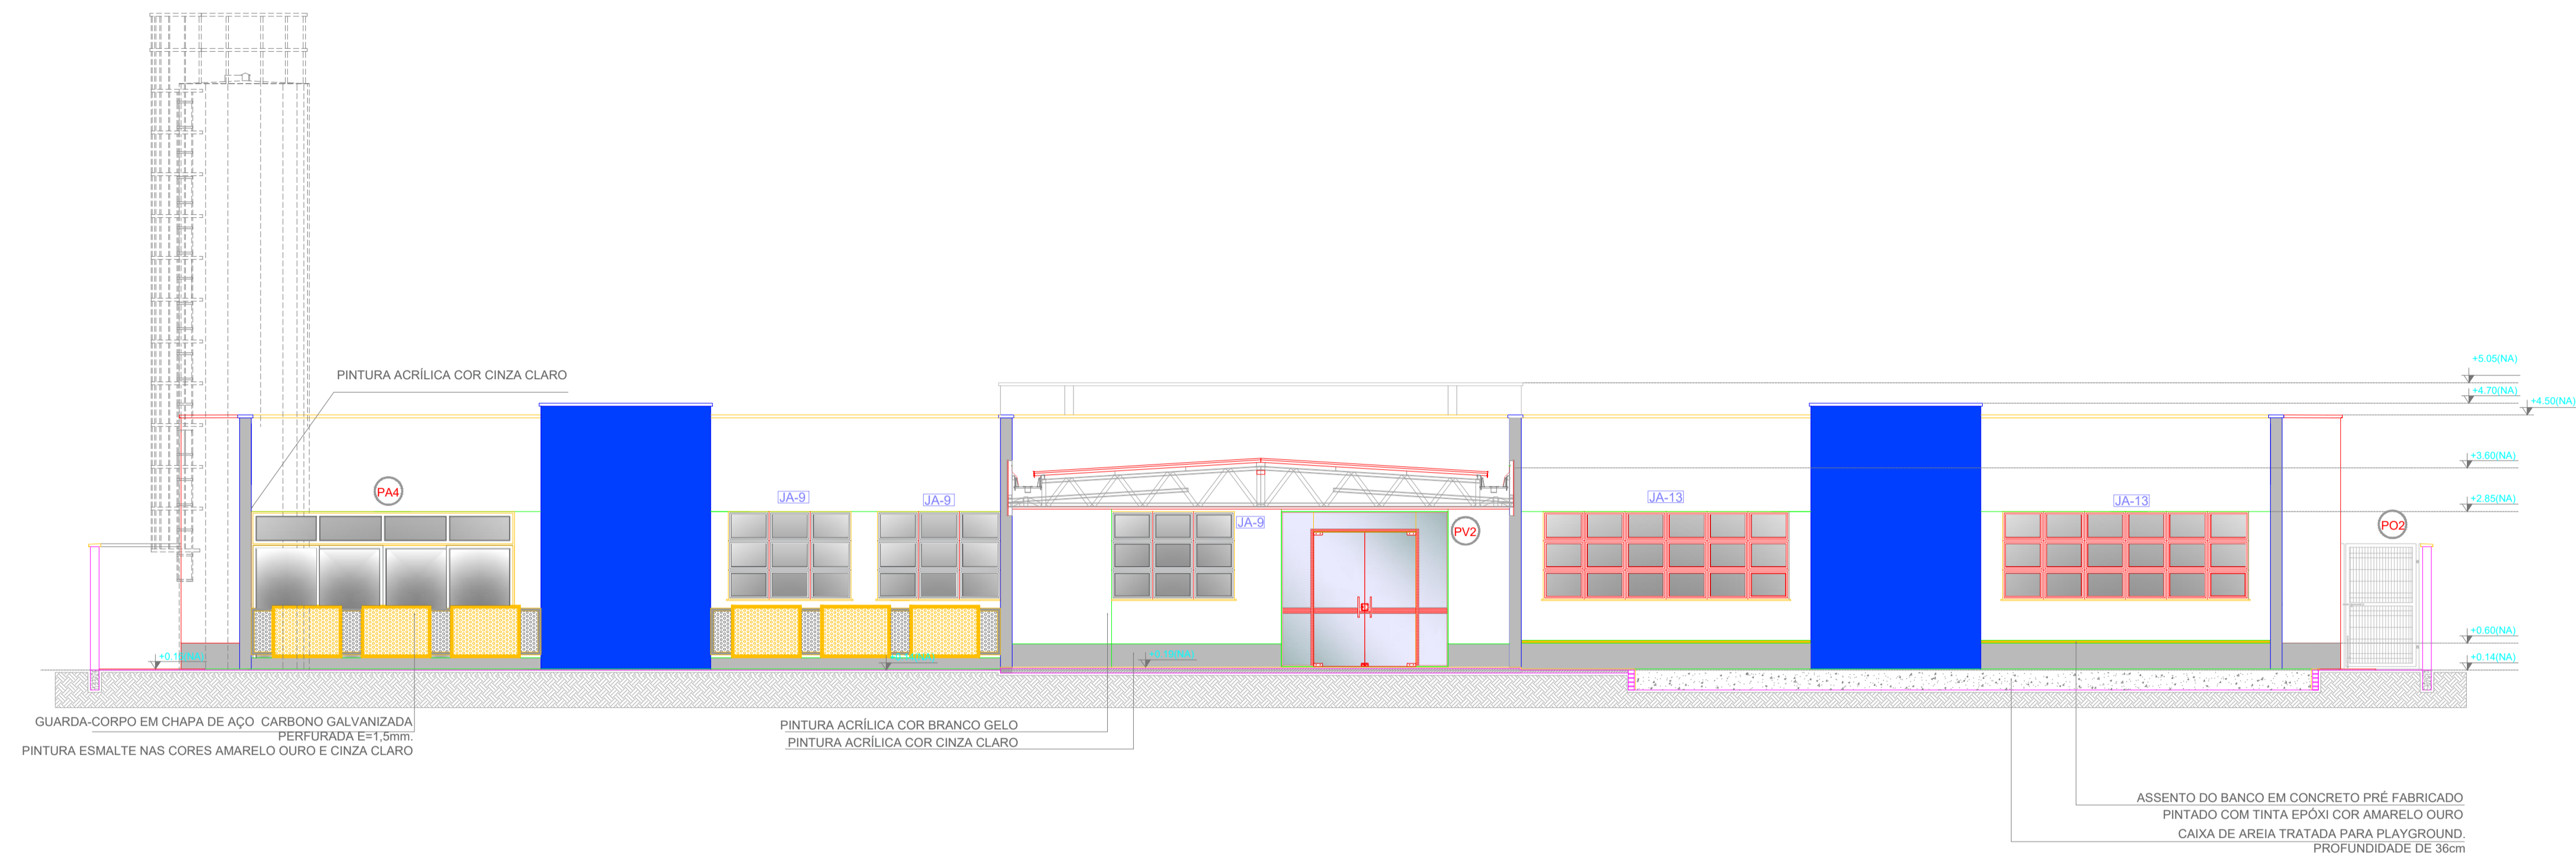 +5.05(NA)
PINTURA ACRÍLICA COR CINZA CLARO
+4.70(NA)
+4.50(NA)
+3.60(NA)
PA4
JA-9
JA-9
JA-13
JA-13
+2.85(NA)
JA-9
PV2
PO2
+0.60(NA)
+0.14(NA)
GUARDA-CORPO EM CHAPA DE AÇO CARBONO GALVANIZADA
PERFURADA E=1,5mm.
PINTURA ESMALTE NAS CORES AMARELO OURO E CINZA CLARO
PINTURA ACRÍLICA COR BRANCO GELO
PINTURA ACRÍLICA COR CINZA CLARO
ASSENTO DO BANCO EM CONCRETO PRÉ FABRICADO
PINTADO COM TINTA EPÓXI COR AMARELO OURO
CAIXA DE AREIA TRATADA PARA PLAYGROUND.
PROFUNDIDADE DE 36cm